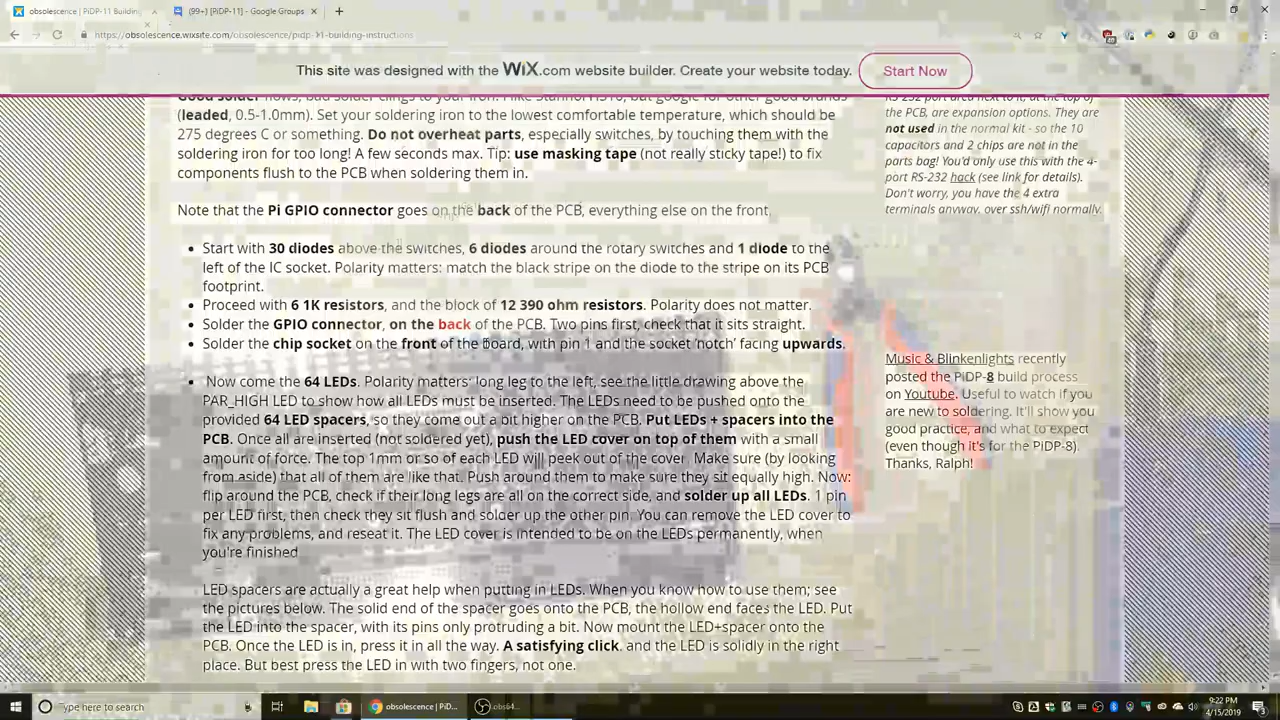 obsolescence | PiDP-11 Building
(99+) [PiDP-11] - Google Groups
https://obsolescence.wixsite.com/obsolescence/pidp-11-building-instructions
This site was designed with the WiX.com website builder. Create your website today.
Start Now
(leaded, 0.5-1.0mm). Set your soldering iron to the lowest comfortable temperature, which should be
275 degrees C or something. Do not overheat parts, especially switches, by touching them with the
soldering iron for too long! A few seconds max. Tip: use masking tape (not really sticky tape!) to fix
components flush to the PCB when soldering them in.
Note that the Pi GPIO connector goes on the back of the PCB, everything else on the front.
Start with 30 diodes above the switches, 6 diodes around the rotary switches and 1 diode to the
left of the IC socket. Polarity matters: match the black stripe on the diode to the stripe on its PCB
footprint.
Proceed with 6 1K resistors, and the block of 12 390 ohm resistors. Polarity does not matter.
Solder the GPIO connector, on the back of the PCB. Two pins first, check that it sits straight.
Solder the chip socket on the front of the board, with pin 1 and the socket 'notch' facing upwards.
Now come the 64 LEDs. Polarity matters: long leg to the left, see the little drawing above the
PAR_HIGH LED to show how all LEDs must be inserted. The LEDs need to be pushed onto the
provided 64 LED spacers, so they come out a bit higher on the PCB. Put LEDs + spacers into the
PCB. Once all are inserted (not soldered yet), push the LED cover on top of them with a small
amount of force. The top 1mm or so of each LED will peek out of the cover. Make sure (by looking
from aside) that all of them are like that. Push around them to make sure they sit equally high. Now:
flip around the PCB, check if their long legs are all on the correct side, and solder up all LEDs. 1 pin
per LED first, then check they sit flush and solder up the other pin. You can remove the LED cover to
fix any problems, and reseat it. The LED cover is intended to be on the LEDs permanently, when
you're finished
LED spacers are actually a great help when putting in LEDs. When you know how to use them; see
the pictures below. The solid end of the spacer goes onto the PCB, the hollow end faces the LED. Put
the LED into the spacer, with its pins only protruding a bit. Now mount the LED+spacer onto the
PCB. Once the LED is in, press it in all the way. A satisfying click. and the LED is solidly in the right
place. But best press the LED in with two fingers, not one.
RS-232 port area next to it, at the top of
the PCB, are expansion options. They are
not used in the normal kit - so the 10
capacitors and 2 chips are not in the
parts bag! You'd only use this with the 4-
port RS-232 hack (see link for details).
Don't worry, you have the 4 extra
terminals anyway, over ssh/wifi normally.
Music & Blinkenlights recently
posted the PiDP-8 build process
on Youtube. Useful to watch if you
are new to soldering. It'll show you
good practice, and what to expect
(even though it's for the PiDP-8).
Thanks, Ralph!
Type here to search
obsolescence | PiD...
.obs64...
9:22 PM
4/15/2019